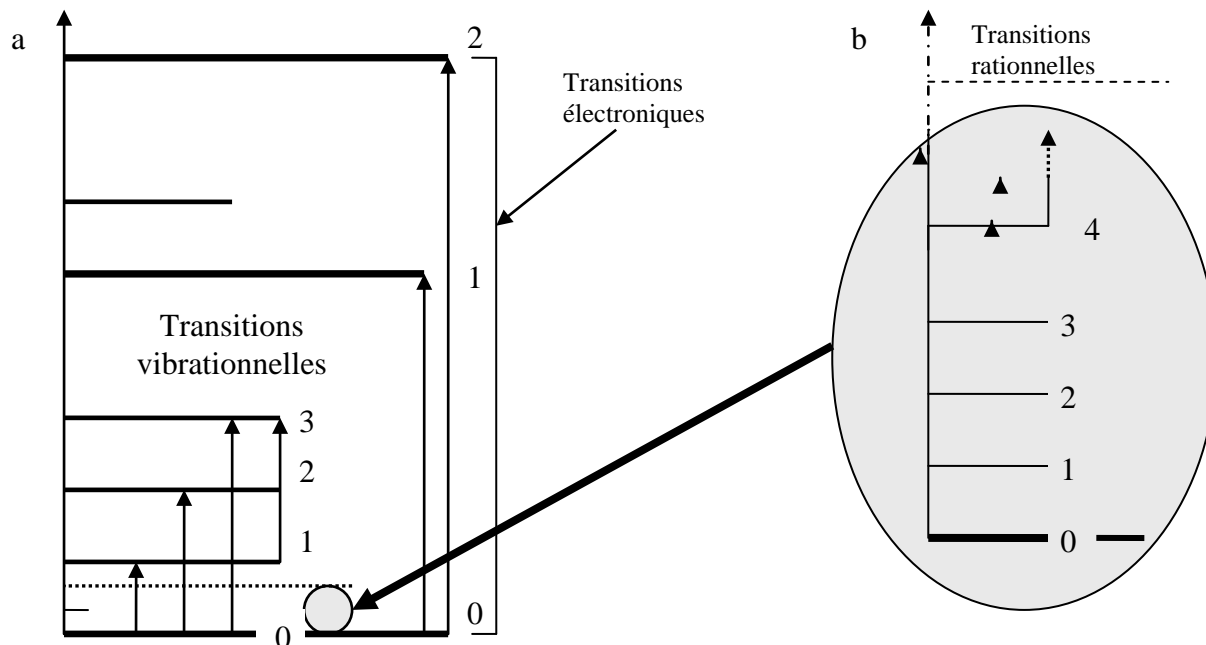 a
2
Transitions
électroniques
1
Transitions
vibrationnelles
3
2
1
0
0
b
Transitions
rationnelles
4
3
2
1
0